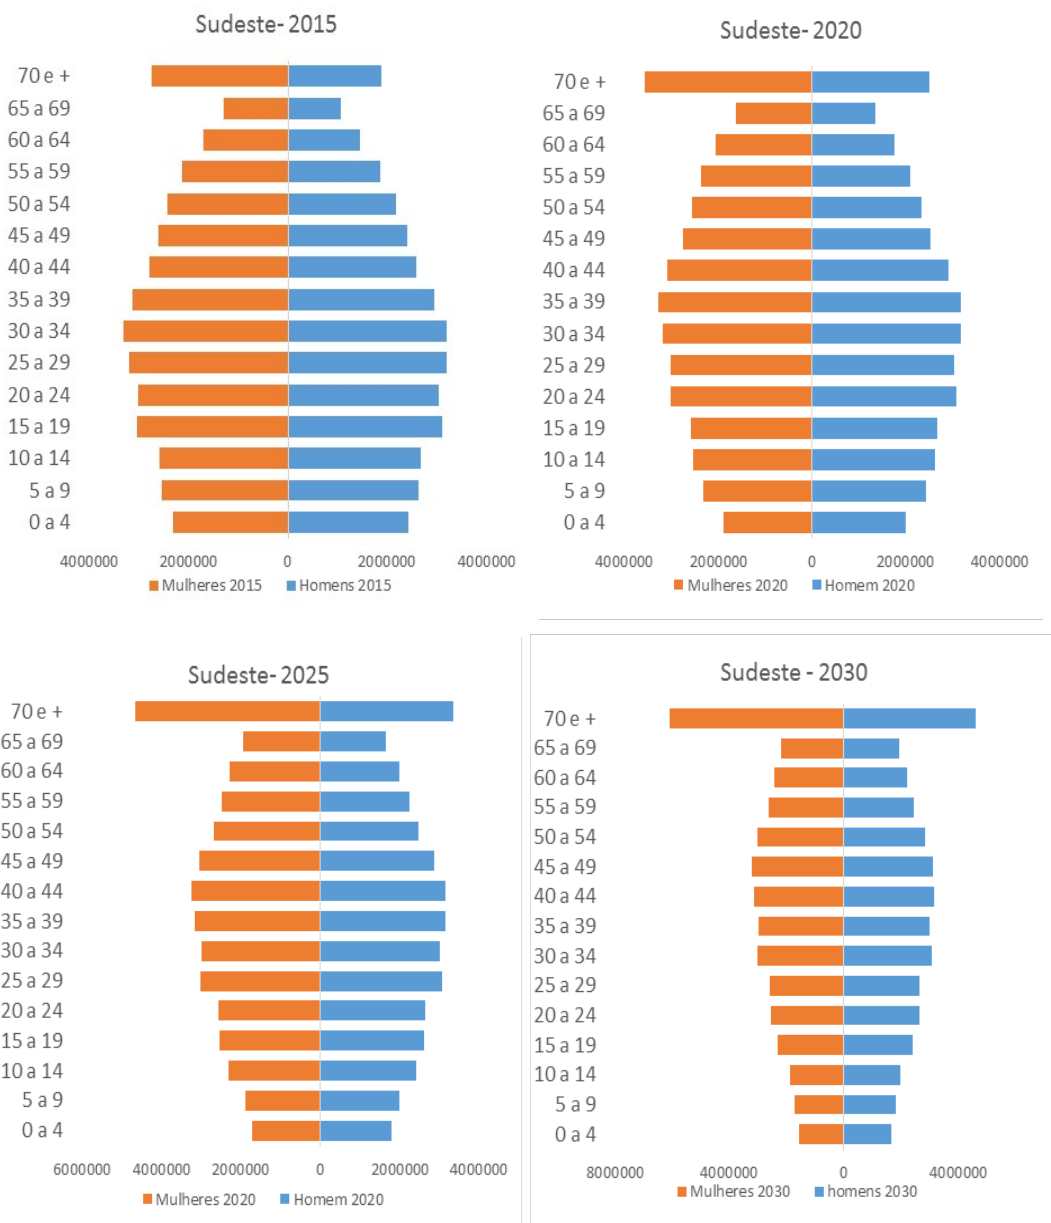 Sudeste- 2015
70 e +
65 a 69
60 a 64
55 a 59
50 a 54
45 a 49
40 a 44
35 a 39
30 a 34
25 a 29
20 a 24
15 a 19
10 a 14
5 a 9
0 a 4
4000000 2000000 0 2000000 4000000
Mulheres 2015 Homens 2015
Sudeste- 2020
70 e +
65 a 69
60 a 64
55 a 59
50 a 54
45 a 49
40 a 44
35 a 39
30 a 34
25 a 29
20 a 24
15 a 19
10 a 14
5 a 9
0 a 4
4000000 2000000 0 2000000 4000000
Mulheres 2020 Homem 2020
Sudeste- 2025
70 e +
65 a 69
60 a 64
55 a 59
50 a 54
45 a 49
40 a 44
35 a 39
30 a 34
25 a 29
20 a 24
15 a 19
10 a 14
5 a 9
0 a 4
6000000 4000000 2000000 0 2000000 4000000
Mulheres 2020 Homem 2020
Sudeste - 2030
70 e +
65 a 69
60 a 64
55 a 59
50 a 54
45 a 49
40 a 44
35 a 39
30 a 34
25 a 29
20 a 24
15 a 19
10 a 14
5 a 9
0 a 4
8000000 4000000 0 4000000
Mulheres 2030 homens 2030